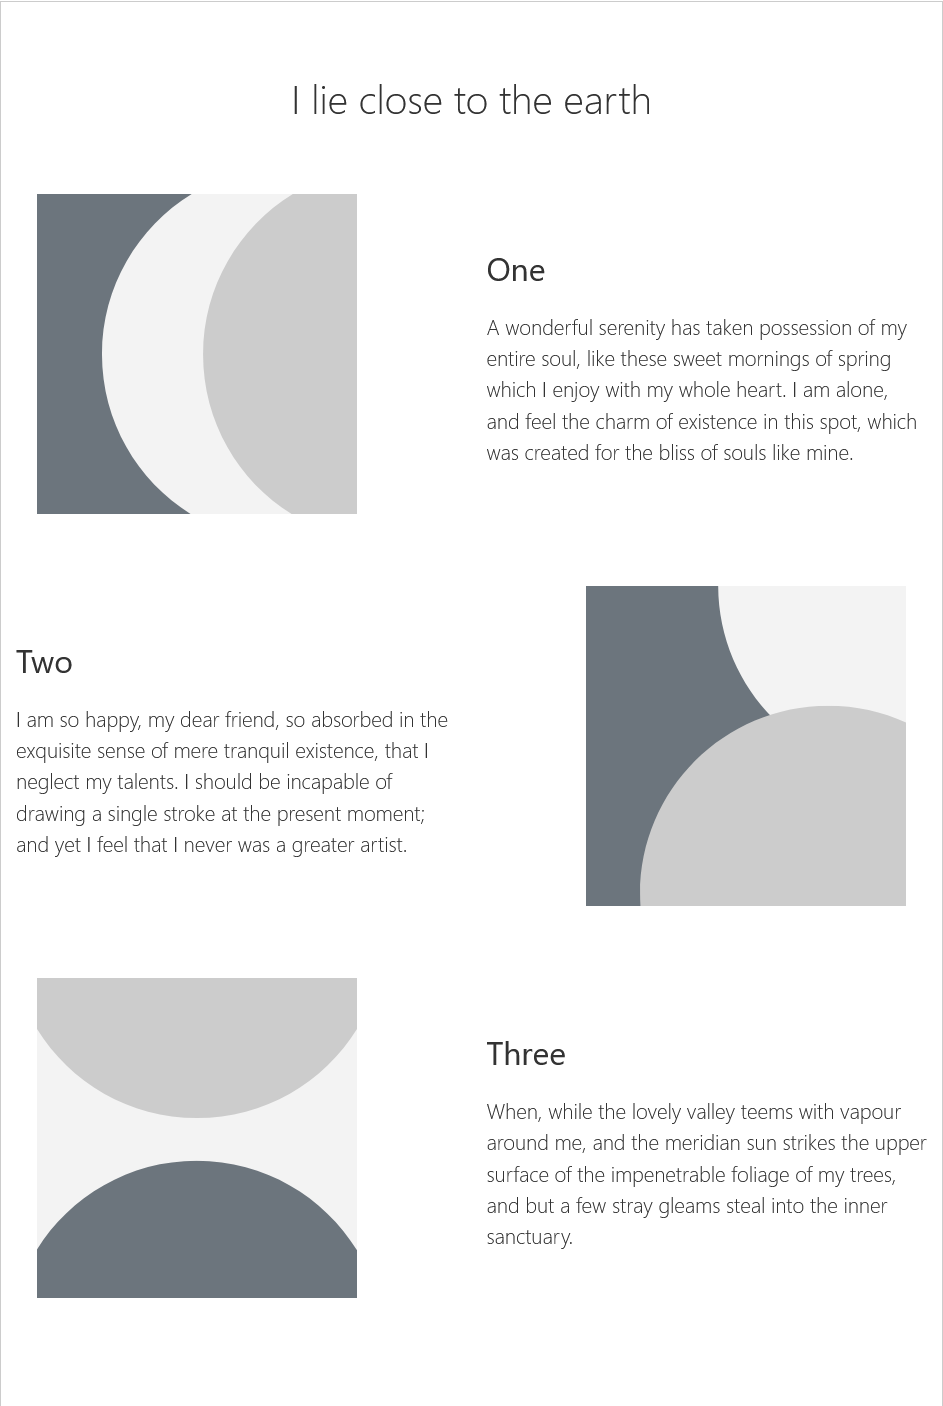 I lie close to the earth
One
A wonderful serenity has taken possession of my
entire soul, like these sweet mornings of spring
which I enjoy with my whole heart. I am alone,
and feel the charm of existence in this spot, which
was created for the bliss of souls like mine.
Two
I am so happy, my dear friend, so absorbed in the
exquisite sense of mere tranquil existence, that I
neglect my talents. I should be incapable of
drawing a single stroke at the present moment;
and yet I feel that I never was a greater artist.
Three
When, while the lovely valley teems with vapour
around me, and the meridian sun strikes the upper
surface of the impenetrable foliage of my trees,
and but a few stray gleams steal into the inner
sanctuary.